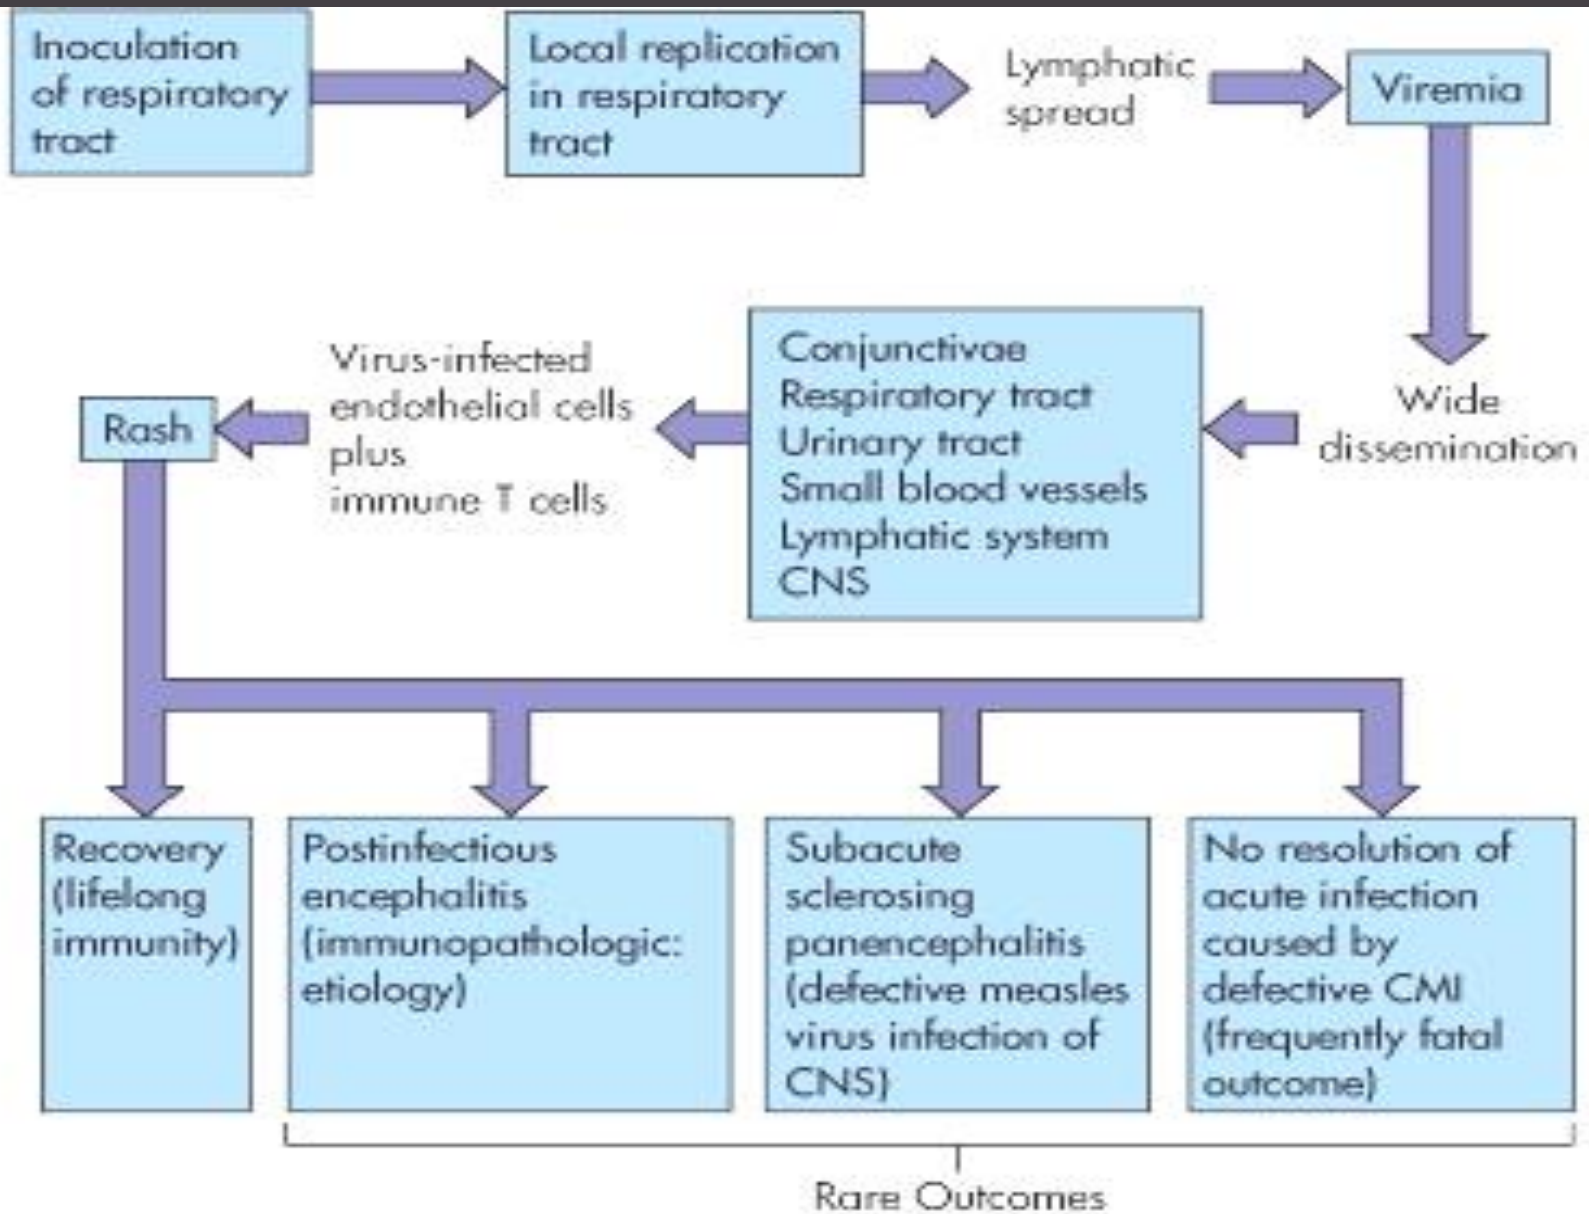 Inoculation
of respiratory
tract
Local replication
in respiratory
tract
Lymphatic
spread
Viremia
Wide
dissemination
Conjunctivae
Respiratory tract
Urinary tract
Small blood vessels
Lymphatic system
CNS
Virus-infected
endothelial cells
plus
immune T cells
Rash
Recovery
(lifelong
immunity)
Postinfectious
encephalitis
(immunopathologic:
etiology)
Subacute
sclerosing
panencephalitis
(defective measles
virus infection of
CNS)
No resolution of
acute infection
caused by
defective CMI
(frequently fatal
outcome)
Rare Outcomes